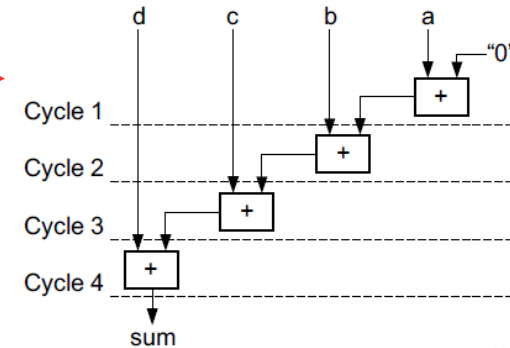 d c b a
“0”
+
Cycle 1
+
Cycle 2
+
Cycle 3
+
Cycle 4
sum